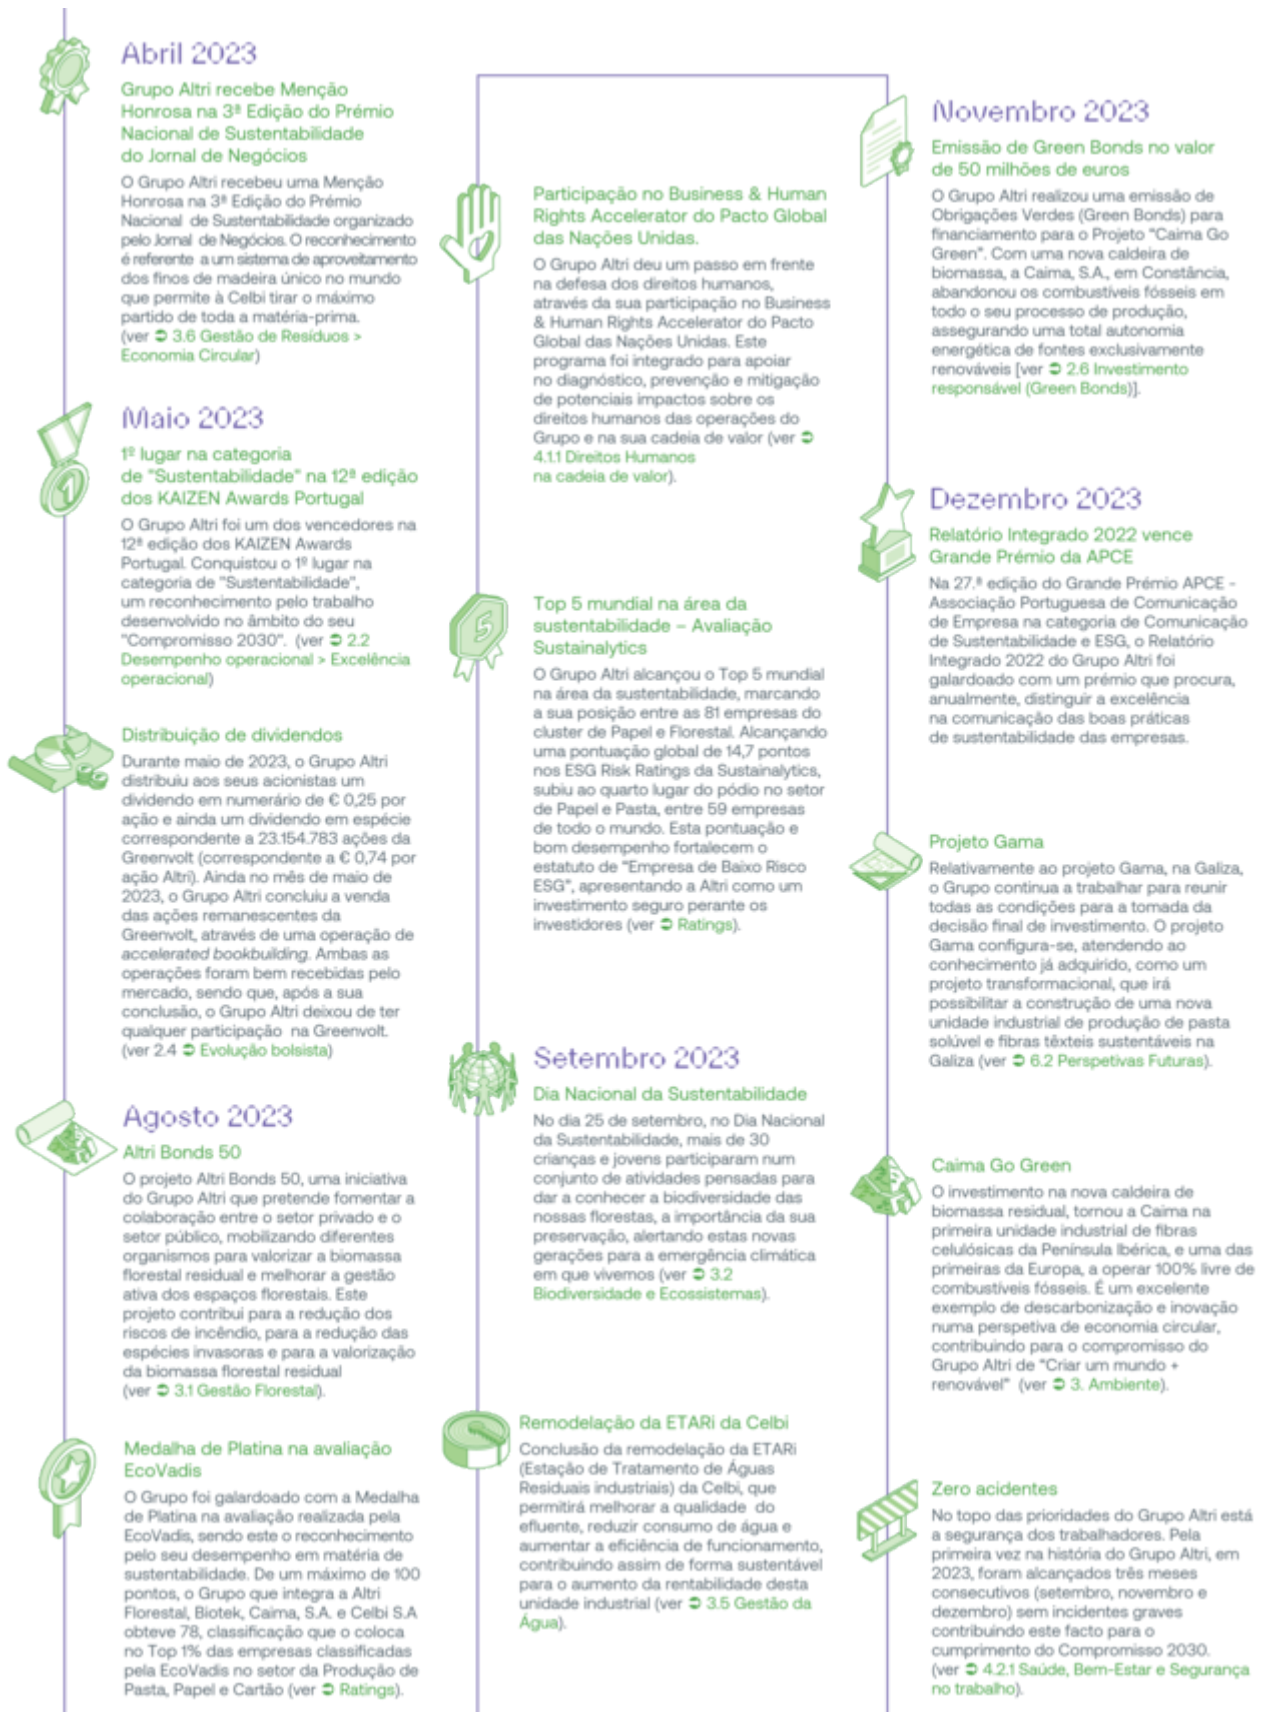 Abril 2023
Grupo Altri recebe Menção
Honrosa na 3ª Edição do Prémio
Nacional de Sustentabilidade
do Jornal de Negócios
O Grupo Altri recebeu uma Menção
Honrosa na 3ª Edição do Prémio
Nacional de Sustentabilidade organizado
pelo Jornal de Negócios. O reconhecimento
é referente a um sistema de aproveitamento
dos finos de madeira único no mundo
que permite à Celbi tirar o máximo
partido de toda a matéria-prima.
(ver ➲ 3.6 Gestão de Resíduos >
Economia Circular)
Maio 2023
1
1º lugar na categoria
de "Sustentabilidade" na 12ª edição
dos KAIZEN Awards Portugal
O Grupo Altri foi um dos vencedores na
12ª edição dos KAIZEN Awards
Portugal. Conquistou o 1º lugar na
categoria de "Sustentabilidade",
um reconhecimento pelo trabalho
desenvolvido no âmbito do seu
"Compromisso 2030". (ver ➲ 2.2
Desempenho operacional > Excelência
operacional)
Distribuição de dividendos
Durante maio de 2023, o Grupo Altri
distribuiu aos seus acionistas um
dividendo em numerário de € 0,25 por
ação e ainda um dividendo em espécie
correspondente a 23.154.783 ações da
Greenvolt (correspondente a € 0,74 por
ação Altri). Ainda no mês de maio de
2023, o Grupo Altri concluiu a venda
das ações remanescentes da
Greenvolt, através de uma operação de
accelerated bookbuilding. Ambas as
operações foram bem recebidas pelo
mercado, sendo que, após a sua
conclusão, o Grupo Altri deixou de ter
qualquer participação na Greenvolt.
(ver 2.4 ➲ Evolução bolsista)
Agosto 2023
Altri Bonds 50
O projeto Altri Bonds 50, uma iniciativa
do Grupo Altri que pretende fomentar a
colaboração entre o setor privado e o
setor público, mobilizando diferentes
organismos para valorizar a biomassa
florestal residual e melhorar a gestão
ativa dos espaços florestais. Este
projeto contribui para a redução dos
riscos de incêndio, para a redução das
espécies invasoras e para a valorização
da biomassa florestal residual
(ver ➲ 3.1 Gestão Florestal).
Medalha de Platina na avaliação
EcoVadis
O Grupo foi galardoado com a Medalha
de Platina na avaliação realizada pela
EcoVadis, sendo este o reconhecimento
pelo seu desempenho em matéria de
sustentabilidade. De um máximo de 100
pontos, o Grupo que integra a Altri
Florestal, Biotek, Caima, S.A. e Celbi S.A
obteve 78, classificação que o coloca
no Top 1% das empresas classificadas
pela EcoVadis no setor da Produção de
Pasta, Papel e Cartão (ver ➲ Ratings).
Participação no Business & Human
Rights Accelerator do Pacto Global
das Nações Unidas.
O Grupo Altri deu um passo em frente
na defesa dos direitos humanos,
através da sua participação no Business
& Human Rights Accelerator do Pacto
Global das Nações Unidas. Este
programa foi integrado para apoiar
no diagnóstico, prevenção e mitigação
de potenciais impactos sobre os
direitos humanos das operações do
Grupo e na sua cadeia de valor (ver ➲
4.1.1 Direitos Humanos
na cadeia de valor).
5
Top 5 mundial na área da
sustentabilidade – Avaliação
Sustainalytics
O Grupo Altri alcançou o Top 5 mundial
na área da sustentabilidade, marcando
a sua posição entre as 81 empresas do
cluster de Papel e Florestal. Alcançando
uma pontuação global de 14,7 pontos
nos ESG Risk Ratings da Sustainalytics,
subiu ao quarto lugar do pódio no setor
de Papel e Pasta, entre 59 empresas
de todo o mundo. Esta pontuação e
bom desempenho fortalecem o
estatuto de "Empresa de Baixo Risco
ESG", apresentando a Altri como um
investimento seguro perante os
investidores (ver ➲ Ratings).
Setembro 2023
Dia Nacional da Sustentabilidade
No dia 25 de setembro, no Dia Nacional
da Sustentabilidade, mais de 30
crianças e jovens participaram num
conjunto de atividades pensadas para
dar a conhecer a biodiversidade das
nossas florestas, a importância da sua
preservação, alertando estas novas
gerações para a emergência climática
em que vivemos (ver ➲ 3.2
Biodiversidade e Ecossistemas).
Remodelação da ETARi da Celbi
Conclusão da remodelação da ETARi
(Estação de Tratamento de Águas
Residuais industriais) da Celbi, que
permitirá melhorar a qualidade do
efluente, reduzir consumo de água e
aumentar a eficiência de funcionamento,
contribuindo assim de forma sustentável
para o aumento da rentabilidade desta
unidade industrial (ver ➲ 3.5 Gestão da
Água).
Novembro 2023
Emissão de Green Bonds no valor
de 50 milhões de euros
O Grupo Altri realizou uma emissão de
Obrigações Verdes (Green Bonds) para
financiamento para o Projeto "Caima Go
Green". Com uma nova caldeira de
biomassa, a Caima, S.A., em Constância,
abandonou os combustíveis fósseis em
todo o seu processo de produção,
assegurando uma total autonomia
energética de fontes exclusivamente
renováveis [ver ➲ 2.6 Investimento
responsável (Green Bonds)].
Dezembro 2023
Relatório Integrado 2022 vence
Grande Prémio da APCE
Na 27.ª edição do Grande Prémio APCE -
Associação Portuguesa de Comunicação
de Empresa na categoria de Comunicação
de Sustentabilidade e ESG, o Relatório
Integrado 2022 do Grupo Altri foi
galardoado com um prémio que procura,
anualmente, distinguir a excelência
na comunicação das boas práticas
de sustentabilidade das empresas.
Projeto Gama
Relativamente ao projeto Gama, na Galiza,
o Grupo continua a trabalhar para reunir
todas as condições para a tomada da
decisão final de investimento. O projeto
Gama configura-se, atendendo ao
conhecimento já adquirido, como um
projeto transformacional, que irá
possibilitar a construção de uma nova
unidade industrial de produção de pasta
solúvel e fibras têxteis sustentáveis na
Galiza (ver ➲ 6.2 Perspetivas Futuras).
Caima Go Green
O investimento na nova caldeira de
biomassa residual, tornou a Caima na
primeira unidade industrial de fibras
celulósicas da Península Ibérica, e uma das
primeiras da Europa, a operar 100% livre de
combustíveis fósseis. É um excelente
exemplo de descarbonização e inovação
numa perspetiva de economia circular,
contribuindo para o compromisso do
Grupo Altri de "Criar um mundo +
renovável" (ver ➲ 3. Ambiente).
Zero acidentes
No topo das prioridades do Grupo Altri está
a segurança dos trabalhadores. Pela
primeira vez na história do Grupo Altri, em
2023, foram alcançados três meses
consecutivos (setembro, novembro e
dezembro) sem incidentes graves
contribuindo este facto para o
cumprimento do Compromisso 2030.
(ver ➲ 4.2.1 Saúde, Bem-Estar e Segurança
no trabalho).